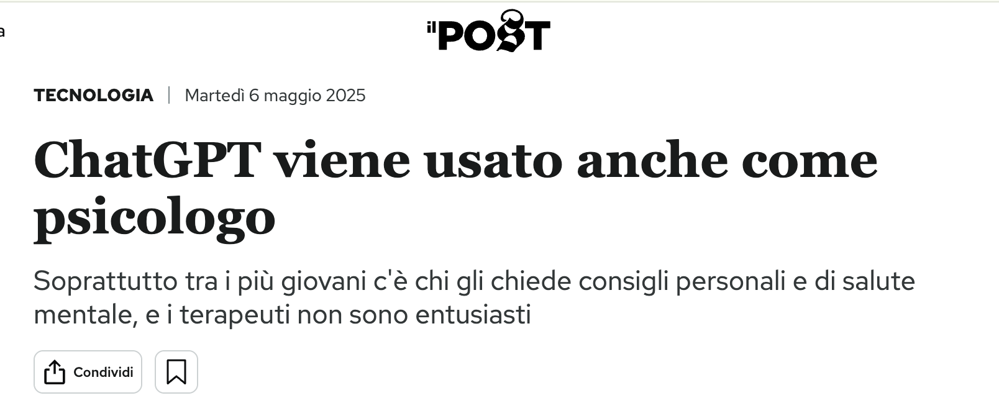 a
il POST
TECNOLOGIA | Martedì 6 maggio 2025
ChatGPT viene usato anche come
psicologo
Soprattutto tra i più giovani c'è chi gli chiede consigli personali e di salute
mentale, e i terapeuti non sono entusiasti
Condividi